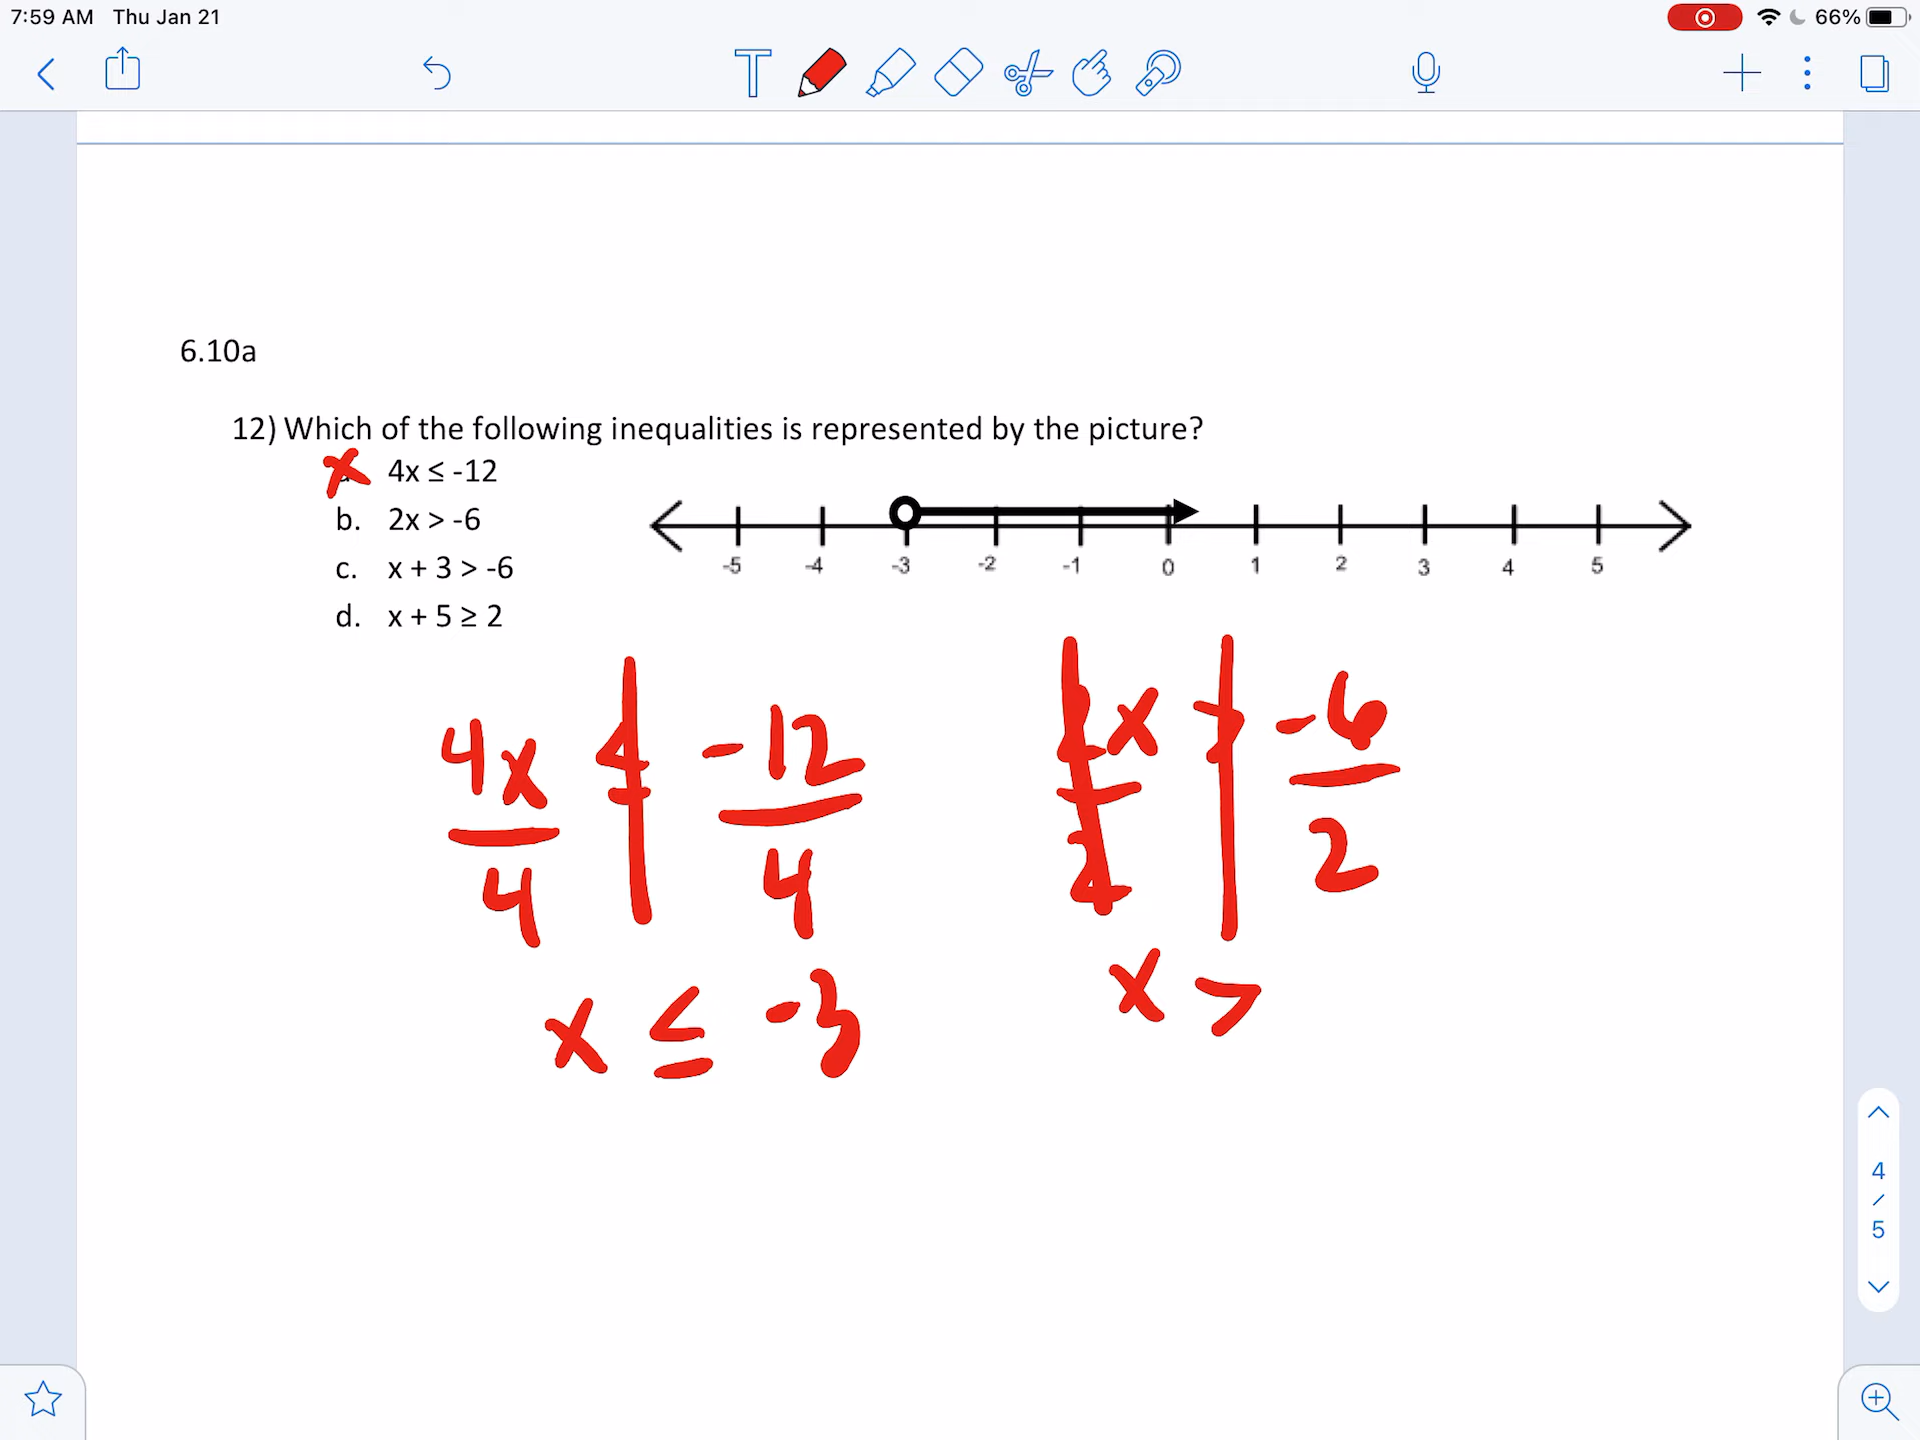 7:59 AM Thu Jan 21 66%
T
6.10a
12) Which of the following inequalities is represented by the picture?
4x ≤ -12
b. 2x > -6
c. x + 3 > -6
d. x + 5 ≥ 2
-5 -4 -3 -2 -1 0 1 2 3 4 5
4x ≤ -12
4 4
x ≤ -3
2x > -6
2 2
x >
4
/
5